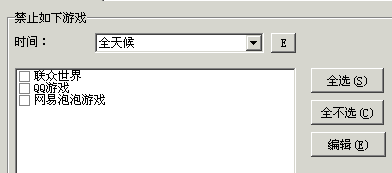 禁止如下游戏
时间： 全天候 E
联众世界
QQ游戏
网易泡泡游戏
全选(S)
全不选(C)
编辑(E)